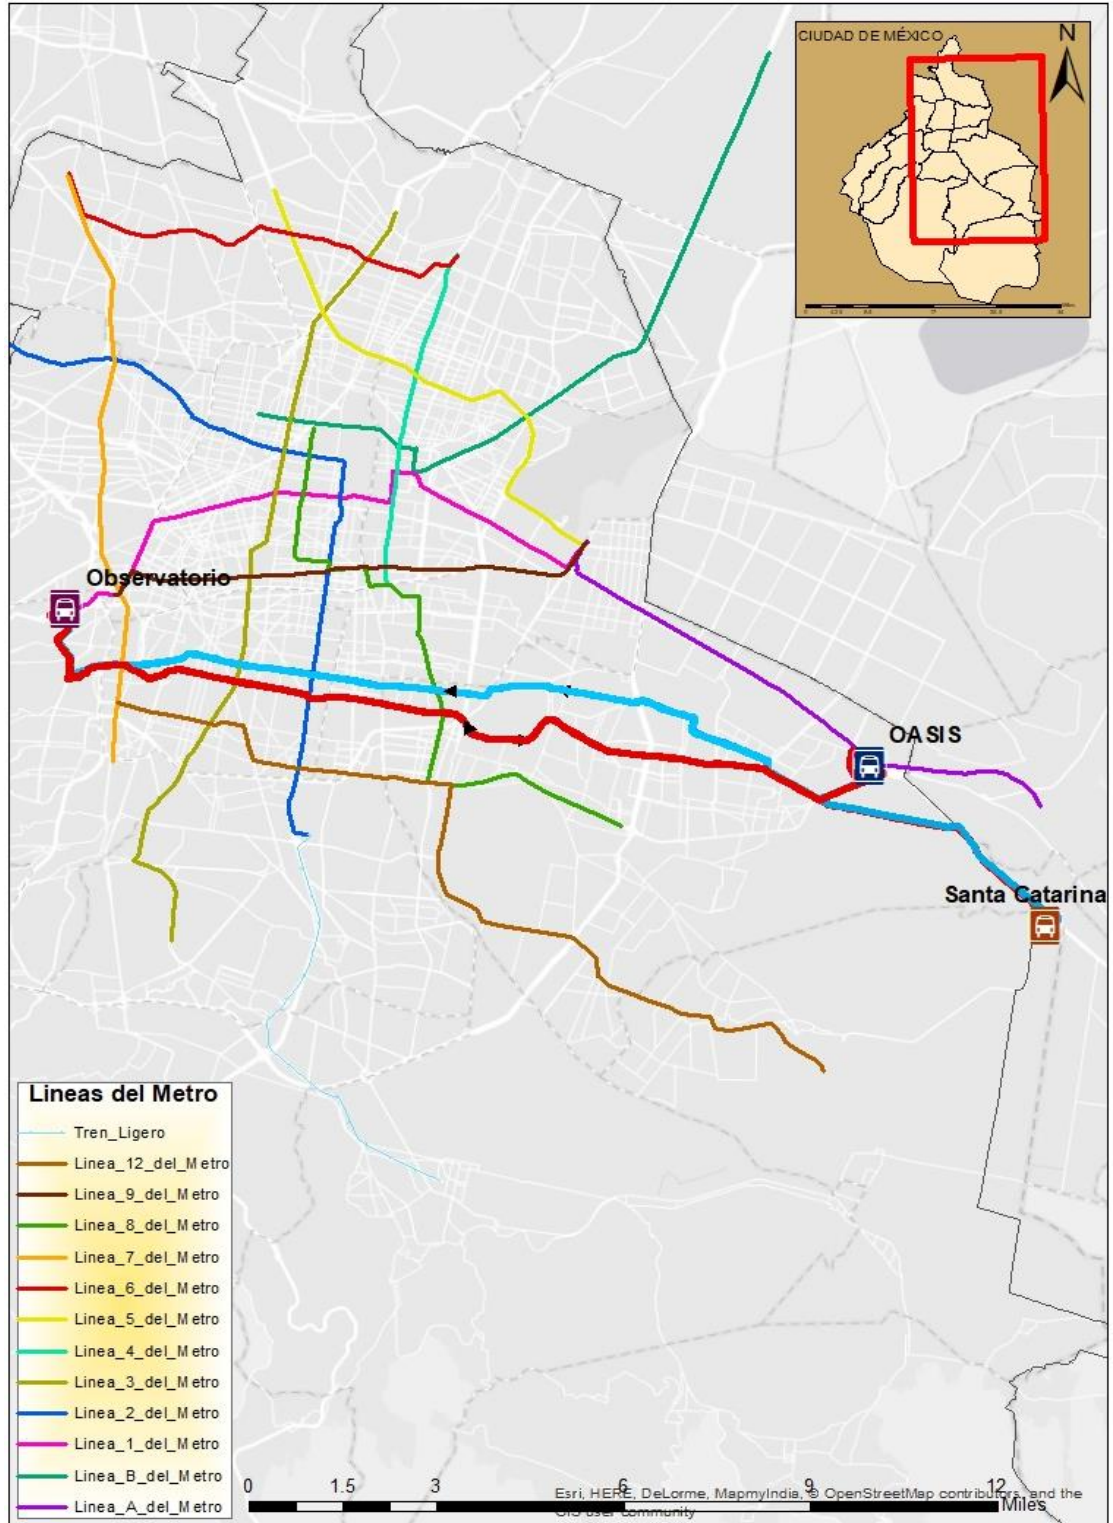 CIUDAD DE MÉXICO
N
Observatorio
OASIS
Santa Catarina
Lineas del Metro
Tren_Ligero
Linea_12_del_Metro
Linea_9_del_Metro
Linea_8_del_Metro
Linea_7_del_Metro
Linea_6_del_Metro
Linea_5_del_Metro
Linea_4_del_Metro
Linea_3_del_Metro
Linea_2_del_Metro
Linea_1_del_Metro
Linea_B_del_Metro
Linea_A_del_Metro
0 1.5 3 6 9 12
Miles
Esri, HERE, DeLorme, MapmyIndia, © OpenStreetMap contributors, and the
GIS user community